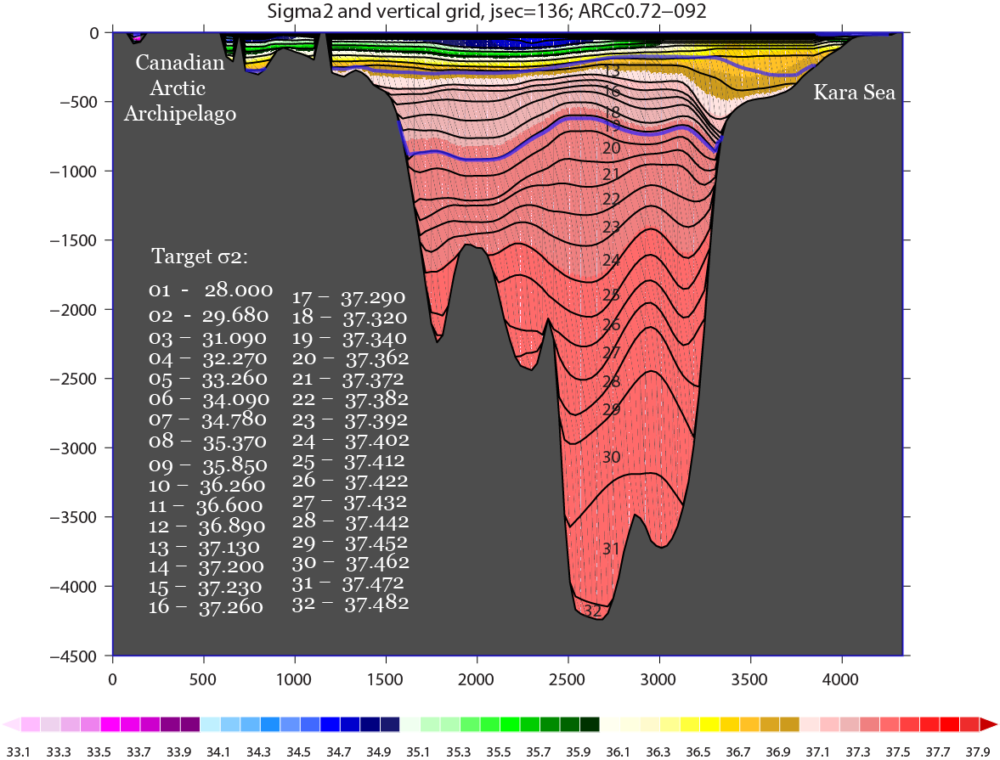 Sigma2 and vertical grid, jsec=136; ARCc0.72−092
0
−500
−1000
−1500
−2000
−2500
−3000
−3500
−4000
−4500
Canadian
Arctic
Archipelago
Kara Sea
13
16
18
19
20
21
22
23
24
25
26
27
28
29
30
31
32
Target σ2:
01 - 28.000
02 - 29.680
03 – 31.090
04 – 32.270
05 – 33.260
06 – 34.090
07 – 34.780
08 – 35.370
09 – 35.850
10 – 36.260
11 – 36.600
12 – 36.890
13 – 37.130
14 – 37.200
15 – 37.230
16 – 37.260
17 – 37.290
18 – 37.320
19 – 37.340
20 – 37.362
21 – 37.372
22 – 37.382
23 – 37.392
24 – 37.402
25 – 37.412
26 – 37.422
27 – 37.432
28 – 37.442
29 – 37.452
30 – 37.462
31 – 37.472
32 – 37.482
0 500 1000 1500 2000 2500 3000 3500 4000
33.1 33.3 33.5 33.7 33.9 34.1 34.3 34.5 34.7 34.9 35.1 35.3 35.5 35.7 35.9 36.1 36.3 36.5 36.7 36.9 37.1 37.3 37.5 37.7 37.9